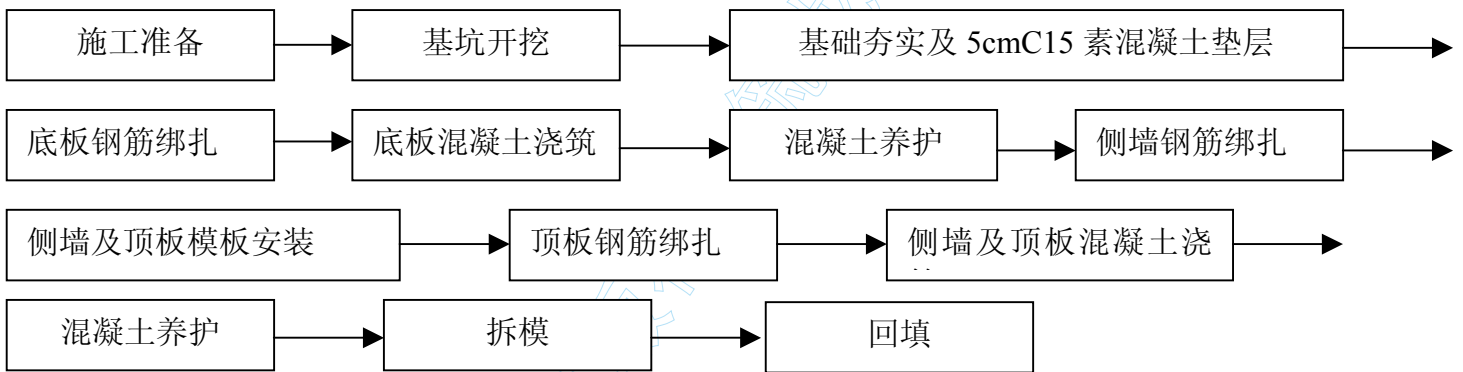 施工准备
基坑开挖
基础夯实及 5cmC15 素混凝土垫层
底板钢筋绑扎
底板混凝土浇筑
混凝土养护
侧墙钢筋绑扎
侧墙及顶板模板安装
顶板钢筋绑扎
侧墙及顶板混凝土浇
混凝土养护
拆模
回填